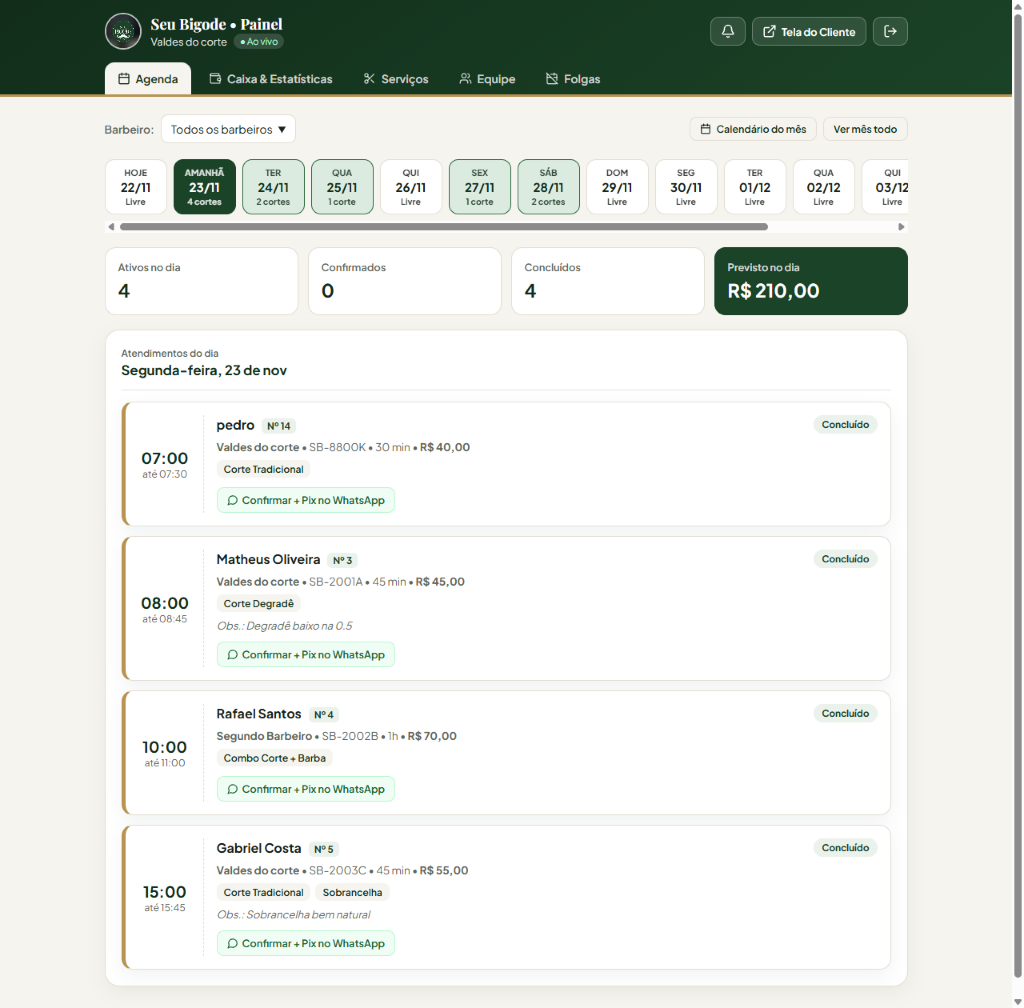 Seu Bigode • Painel
Valdes do corte • Ao vivo
Tela do Cliente
Agenda
Caixa & Estatísticas
Serviços
Equipe
Folgas
Barbeiro: Todos os barbeiros ▼
Calendário do mês
Ver mês todo
HOJE
22/11
Livre
AMANHÃ
23/11
4 cortes
TER
24/11
2 cortes
QUA
25/11
1 corte
QUI
26/11
Livre
SEX
27/11
1 corte
SÁB
28/11
2 cortes
DOM
29/11
Livre
SEG
30/11
Livre
TER
01/12
Livre
QUA
02/12
Livre
QUI
03/12
Livre
Ativos no dia
4
Confirmados
0
Concluídos
4
Previsto no dia
R$ 210,00
Atendimentos do dia
Segunda-feira, 23 de nov
07:00
até 07:30
pedro Nº 14
Concluído
Valdes do corte • SB-8800K • 30 min • R$ 40,00
Corte Tradicional
Confirmar + Pix no WhatsApp
08:00
até 08:45
Matheus Oliveira Nº 3
Concluído
Valdes do corte • SB-2001A • 45 min • R$ 45,00
Corte Degradê
Obs.: Degradê baixo na 0.5
Confirmar + Pix no WhatsApp
10:00
até 11:00
Rafael Santos Nº 4
Concluído
Segundo Barbeiro • SB-2002B • 1h • R$ 70,00
Combo Corte + Barba
Confirmar + Pix no WhatsApp
15:00
até 15:45
Gabriel Costa Nº 5
Concluído
Valdes do corte • SB-2003C • 45 min • R$ 55,00
Corte Tradicional Sobrancelha
Obs.: Sobrancelha bem natural
Confirmar + Pix no WhatsApp